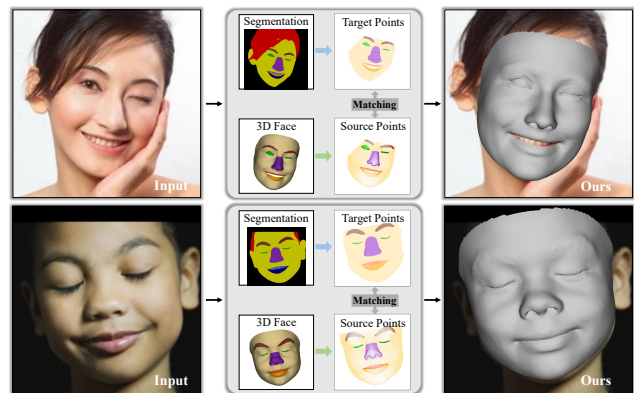 Segmentation Target Points
Matching
3D Face Source Points
Input
Ours
Segmentation Target Points
Matching
3D Face Source Points
Input
Ours